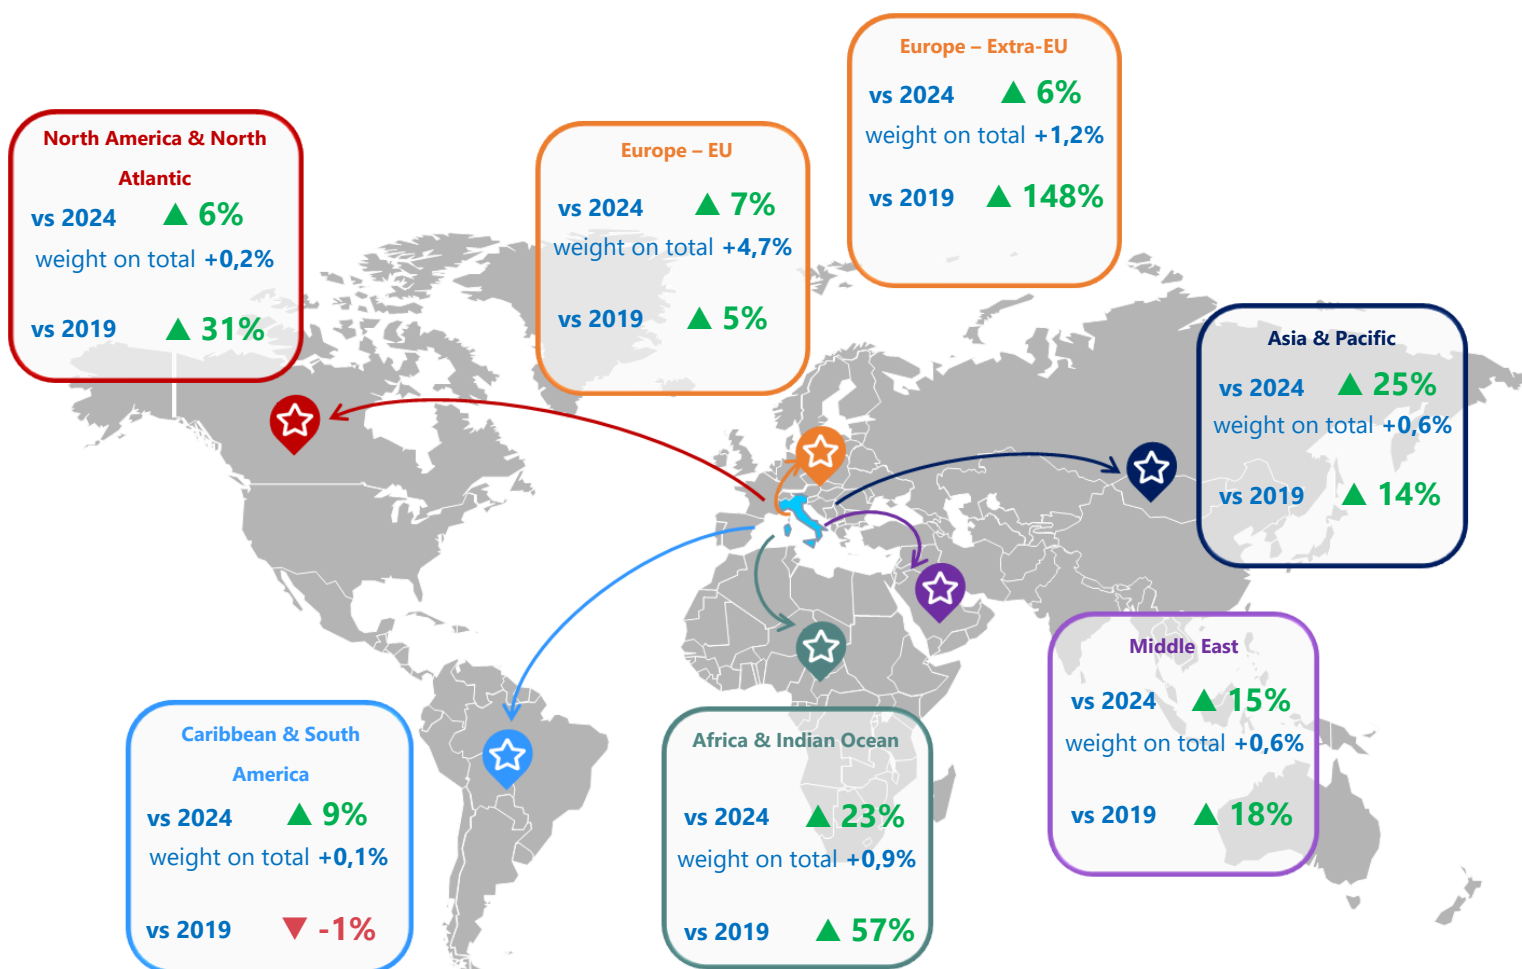 Europe – Extra-EU
vs 2024 ▲ 6%
weight on total +1,2%
vs 2019 ▲ 148%
North America & North
Atlantic
vs 2024 ▲ 6%
weight on total +0,2%
vs 2019 ▲ 31%
Europe – EU
vs 2024 ▲ 7%
weight on total +4,7%
vs 2019 ▲ 5%
Asia & Pacific
vs 2024 ▲ 25%
weight on total +0,6%
vs 2019 ▲ 14%
Middle East
vs 2024 ▲ 15%
weight on total +0,6%
vs 2019 ▲ 18%
Caribbean & South
America
vs 2024 ▲ 9%
weight on total +0,1%
vs 2019 ▼ -1%
Africa & Indian Ocean
vs 2024 ▲ 23%
weight on total +0,9%
vs 2019 ▲ 57%